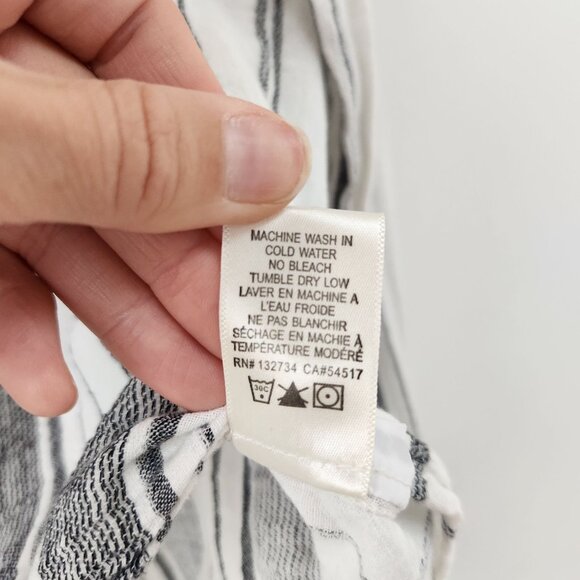 MACHINE WASH IN
COLD WATER
NO BLEACH
TUMBLE DRY LOW
LAVER EN MACHINE A
L'EAU FROIDE
NE PAS BLANCHIR
SÉCHAGE EN MACHIE À
TEMPÉRATURE MODÉRÉ
RN# 132734 CA#54517
30C